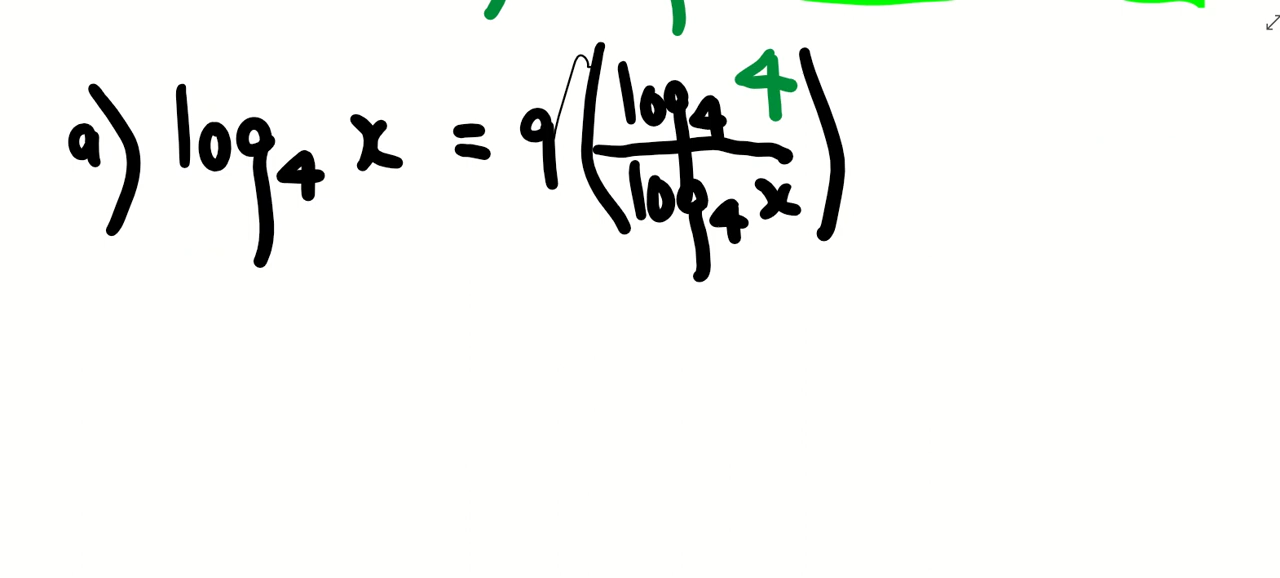 a) log₄ x = 9 (log₄ 4 / log₄ x)